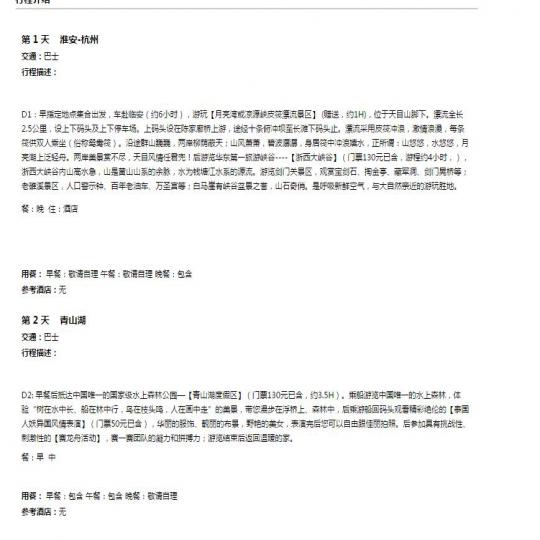 行程介绍
第 1 天 淮安-杭州
交通：巴士
行程描述：
D1：早指定地点集合出发，车赴临安（约6小时），游玩【月亮湾或凉源峡皮筏漂流景区】(赠送，约1H)，位于天目山脚下。漂流全长
2.5公里，设上下码头及上下停车场。上码头设在陈家廊桥上游，途经十条俯冲坝至长滩下码头止。漂流采用皮筏冲浪，激情浪漫，每条
筏供双人乘坐（俗称鸳鸯筏）。沿途群山巍巍，两岸柳荫蔽天；山风萧萧，碧波潺潺，身居筏中冲浪嬉水，正所谓：山悠悠，水悠悠，月
亮湖上泛轻舟。两岸美景赏不尽，天目风情任君兜！后游览华东第一旅游峡谷----【浙西大峡谷】（门票130元已含，游程约4小时，），
浙西大峡谷内山高水急，山是黄山山系的余脉，水为钱塘江水系的源流。游览剑门关景区，观赏宝剑石、掏金亭、藏军洞、剑门凤桥等；
老碓溪景区，人口警示钟、百年老油车、万圣宫等；白马崖有峡谷盆景之誉，山石奇俏。是呼吸新鲜空气，与大自然亲近的游玩胜地。
餐：晚 住：酒店
用餐： 早餐：敬请自理 午餐：敬请自理 晚餐：包含
参考酒店：无
第 2 天 青山湖
交通：巴士
行程描述：
D2: 早餐后抵达中国唯一的国家级水上森林公园—【青山湖度假区】（门票130元已含，约3.5H）。乘船游览中国唯一的水上森林，体
验“树在水中长、船在林中行，鸟在枝头鸣，人在画中走”的美景，带您漫步在浮桥上、森林中，后乘游船回码头观看精彩绝伦的【泰国
人妖异国风情表演】（门票50元已含），华丽的服饰、靓丽的布景，野艳的美女，表演完后您可以自由跟佳丽拍照。后参加具有挑战性、
刺激性的【赛龙舟活动】，赛一赛团队的能力和拼搏力；游览结束后返回温暖的家。
餐：早 中
用餐： 早餐：包含 午餐：包含 晚餐：敬请自理
参考酒店：无